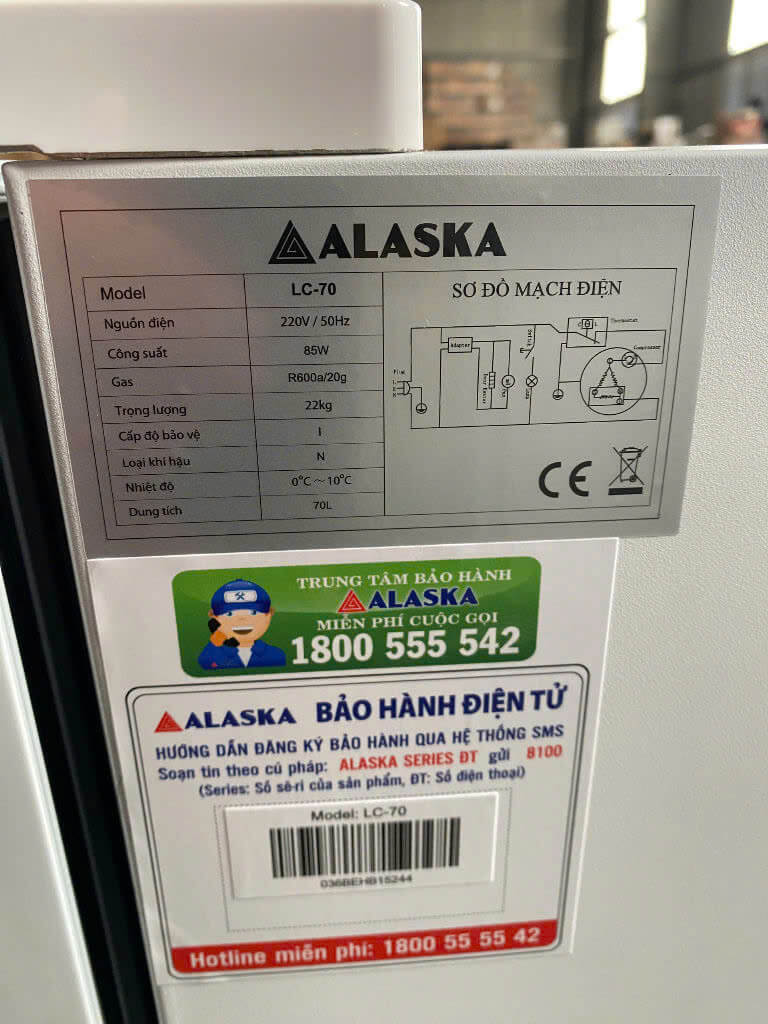 ALASKA
Model LC-70
Nguồn điện 220V / 50Hz
Công suất 85W
Gas R600a/20g
Trọng lượng 22kg
Cấp độ bảo vệ I
Loại khí hậu N
Nhiệt độ 0°C ~ 10°C
Dung tích 70L
SƠ ĐỒ MẠCH ĐIỆN
Adapter
Thermostat
Compressor
CE
TRUNG TÂM BẢO HÀNH
ALASKA
MIỄN PHÍ CUỘC GỌI
1800 555 542
ALASKA BẢO HÀNH ĐIỆN TỬ
HƯỚNG DẪN ĐĂNG KÝ BẢO HÀNH QUA HỆ THỐNG SMS
Soạn tin theo cú pháp: ALASKA SERIES ĐT gửi 8100
(Series: Số sê-ri của sản phẩm, ĐT: Số điện thoại)
Model: LC-70
036BEHB15244
Hotline miễn phí: 1800 55 55 42